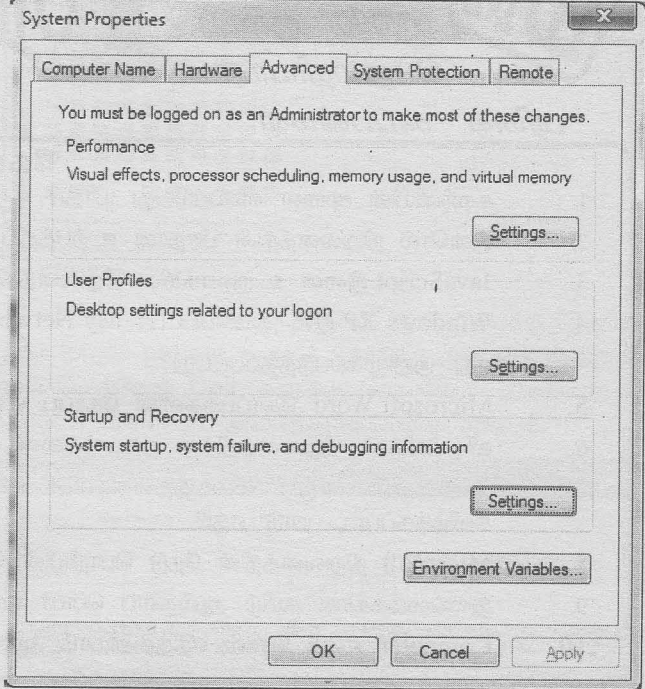 System Properties
Computer Name Hardware Advanced System Protection Remote
You must be logged on as an Administrator to make most of these changes.
Performance
Visual effects, processor scheduling, memory usage, and virtual memory
Settings...
User Profiles
Desktop settings related to your logon
Settings...
Startup and Recovery
System startup, system failure, and debugging information
Settings...
Environment Variables...
OK Cancel Apply